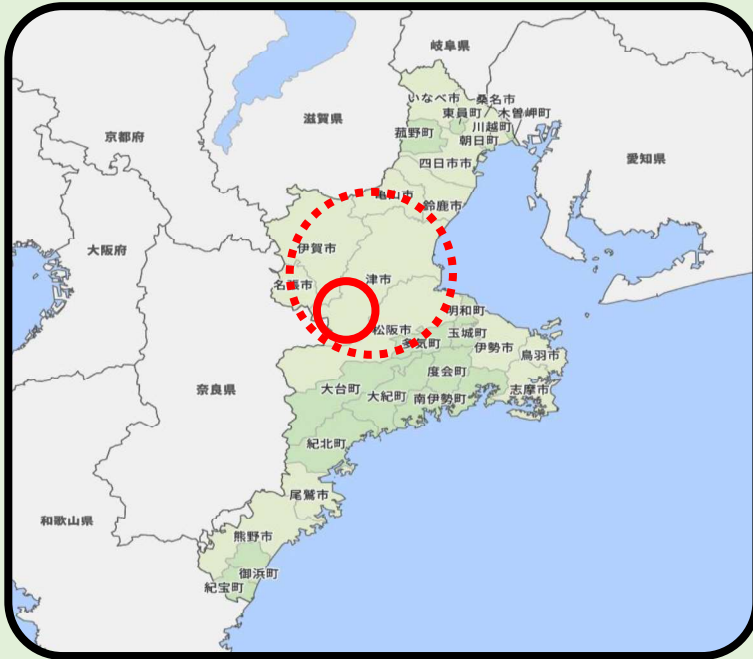 岐阜県
いなべ市
桑名市
東員町
木曽岬町
滋賀県
京都府
菰野町
川越町
朝日町
四日市市
愛知県
亀山市
鈴鹿市
伊賀市
大阪府
津市
名張市
明和町
松阪市
玉城町
多気町
伊勢市
鳥羽市
奈良県
度会町
大台町
大紀町
南伊勢町
志摩市
紀北町
尾鷲市
和歌山県
熊野市
御浜町
紀宝町